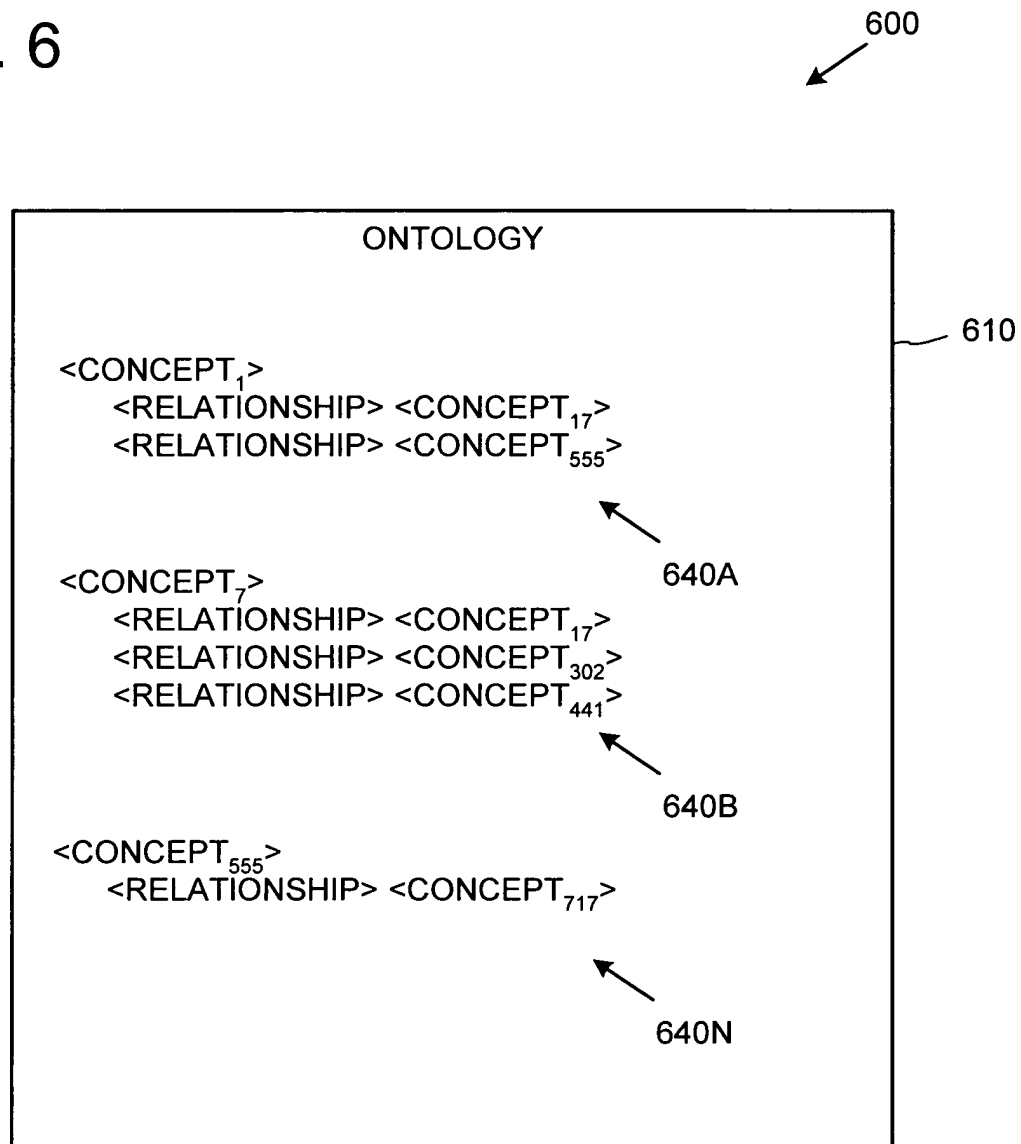 . 6
600
ONTOLOGY
610
<CONCEPT₁>
<RELATIONSHIP> <CONCEPT₁₇>
<RELATIONSHIP> <CONCEPT₅₅₅>
640A
<CONCEPT₇>
<RELATIONSHIP> <CONCEPT₁₇>
<RELATIONSHIP> <CONCEPT₃₀₂>
<RELATIONSHIP> <CONCEPT₄₄₁>
640B
<CONCEPT₅₅₅>
<RELATIONSHIP> <CONCEPT₇₁₇>
640N